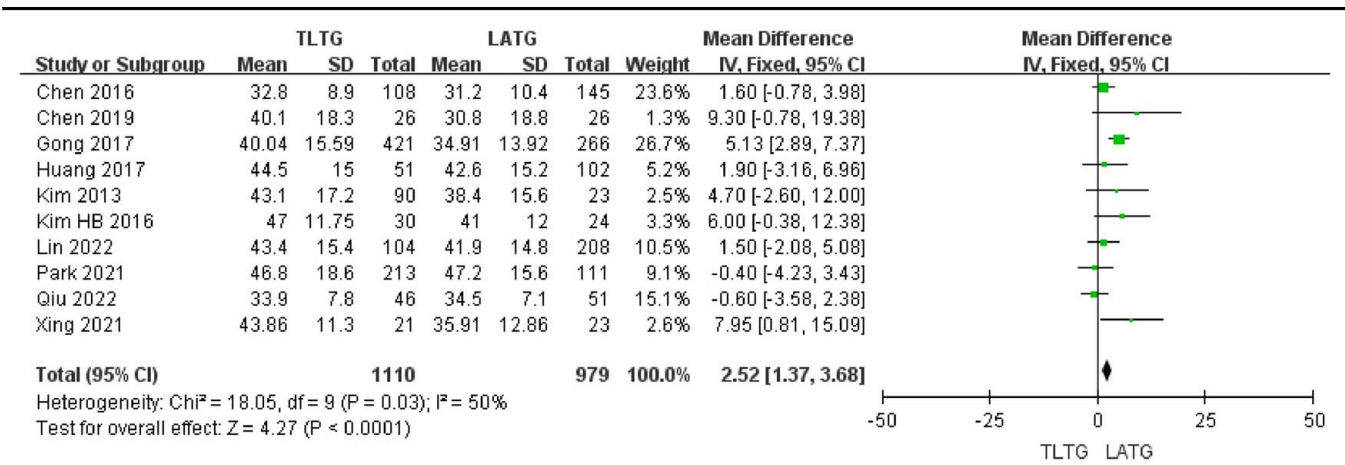 TLTG LATG Mean Difference Mean Difference
Study or Subgroup Mean SD Total Mean SD Total Weight IV, Fixed, 95% CI IV, Fixed, 95% CI
Chen 2016 32.8 8.9 108 31.2 10.4 145 23.6% 1.60 [-0.78, 3.98]
Chen 2019 40.1 18.3 26 30.8 18.8 26 1.3% 9.30 [-0.78, 19.38]
Gong 2017 40.04 15.59 421 34.91 13.92 266 26.7% 5.13 [2.89, 7.37]
Huang 2017 44.5 15 51 42.6 15.2 102 5.2% 1.90 [-3.16, 6.96]
Kim 2013 43.1 17.2 90 38.4 15.6 23 2.5% 4.70 [-2.60, 12.00]
Kim HB 2016 47 11.75 30 41 12 24 3.3% 6.00 [-0.38, 12.38]
Lin 2022 43.4 15.4 104 41.9 14.8 208 10.5% 1.50 [-2.08, 5.08]
Park 2021 46.8 18.6 213 47.2 15.6 111 9.1% -0.40 [-4.23, 3.43]
Qiu 2022 33.9 7.8 46 34.5 7.1 51 15.1% -0.60 [-3.58, 2.38]
Xing 2021 43.86 11.3 21 35.91 12.86 23 2.6% 7.95 [0.81, 15.09]
Total (95% CI) 1110 979 100.0% 2.52 [1.37, 3.68]
Heterogeneity: Chi² = 18.05, df = 9 (P = 0.03); I² = 50%
Test for overall effect: Z = 4.27 (P < 0.0001)
-50 -25 0 25 50
TLTG LATG